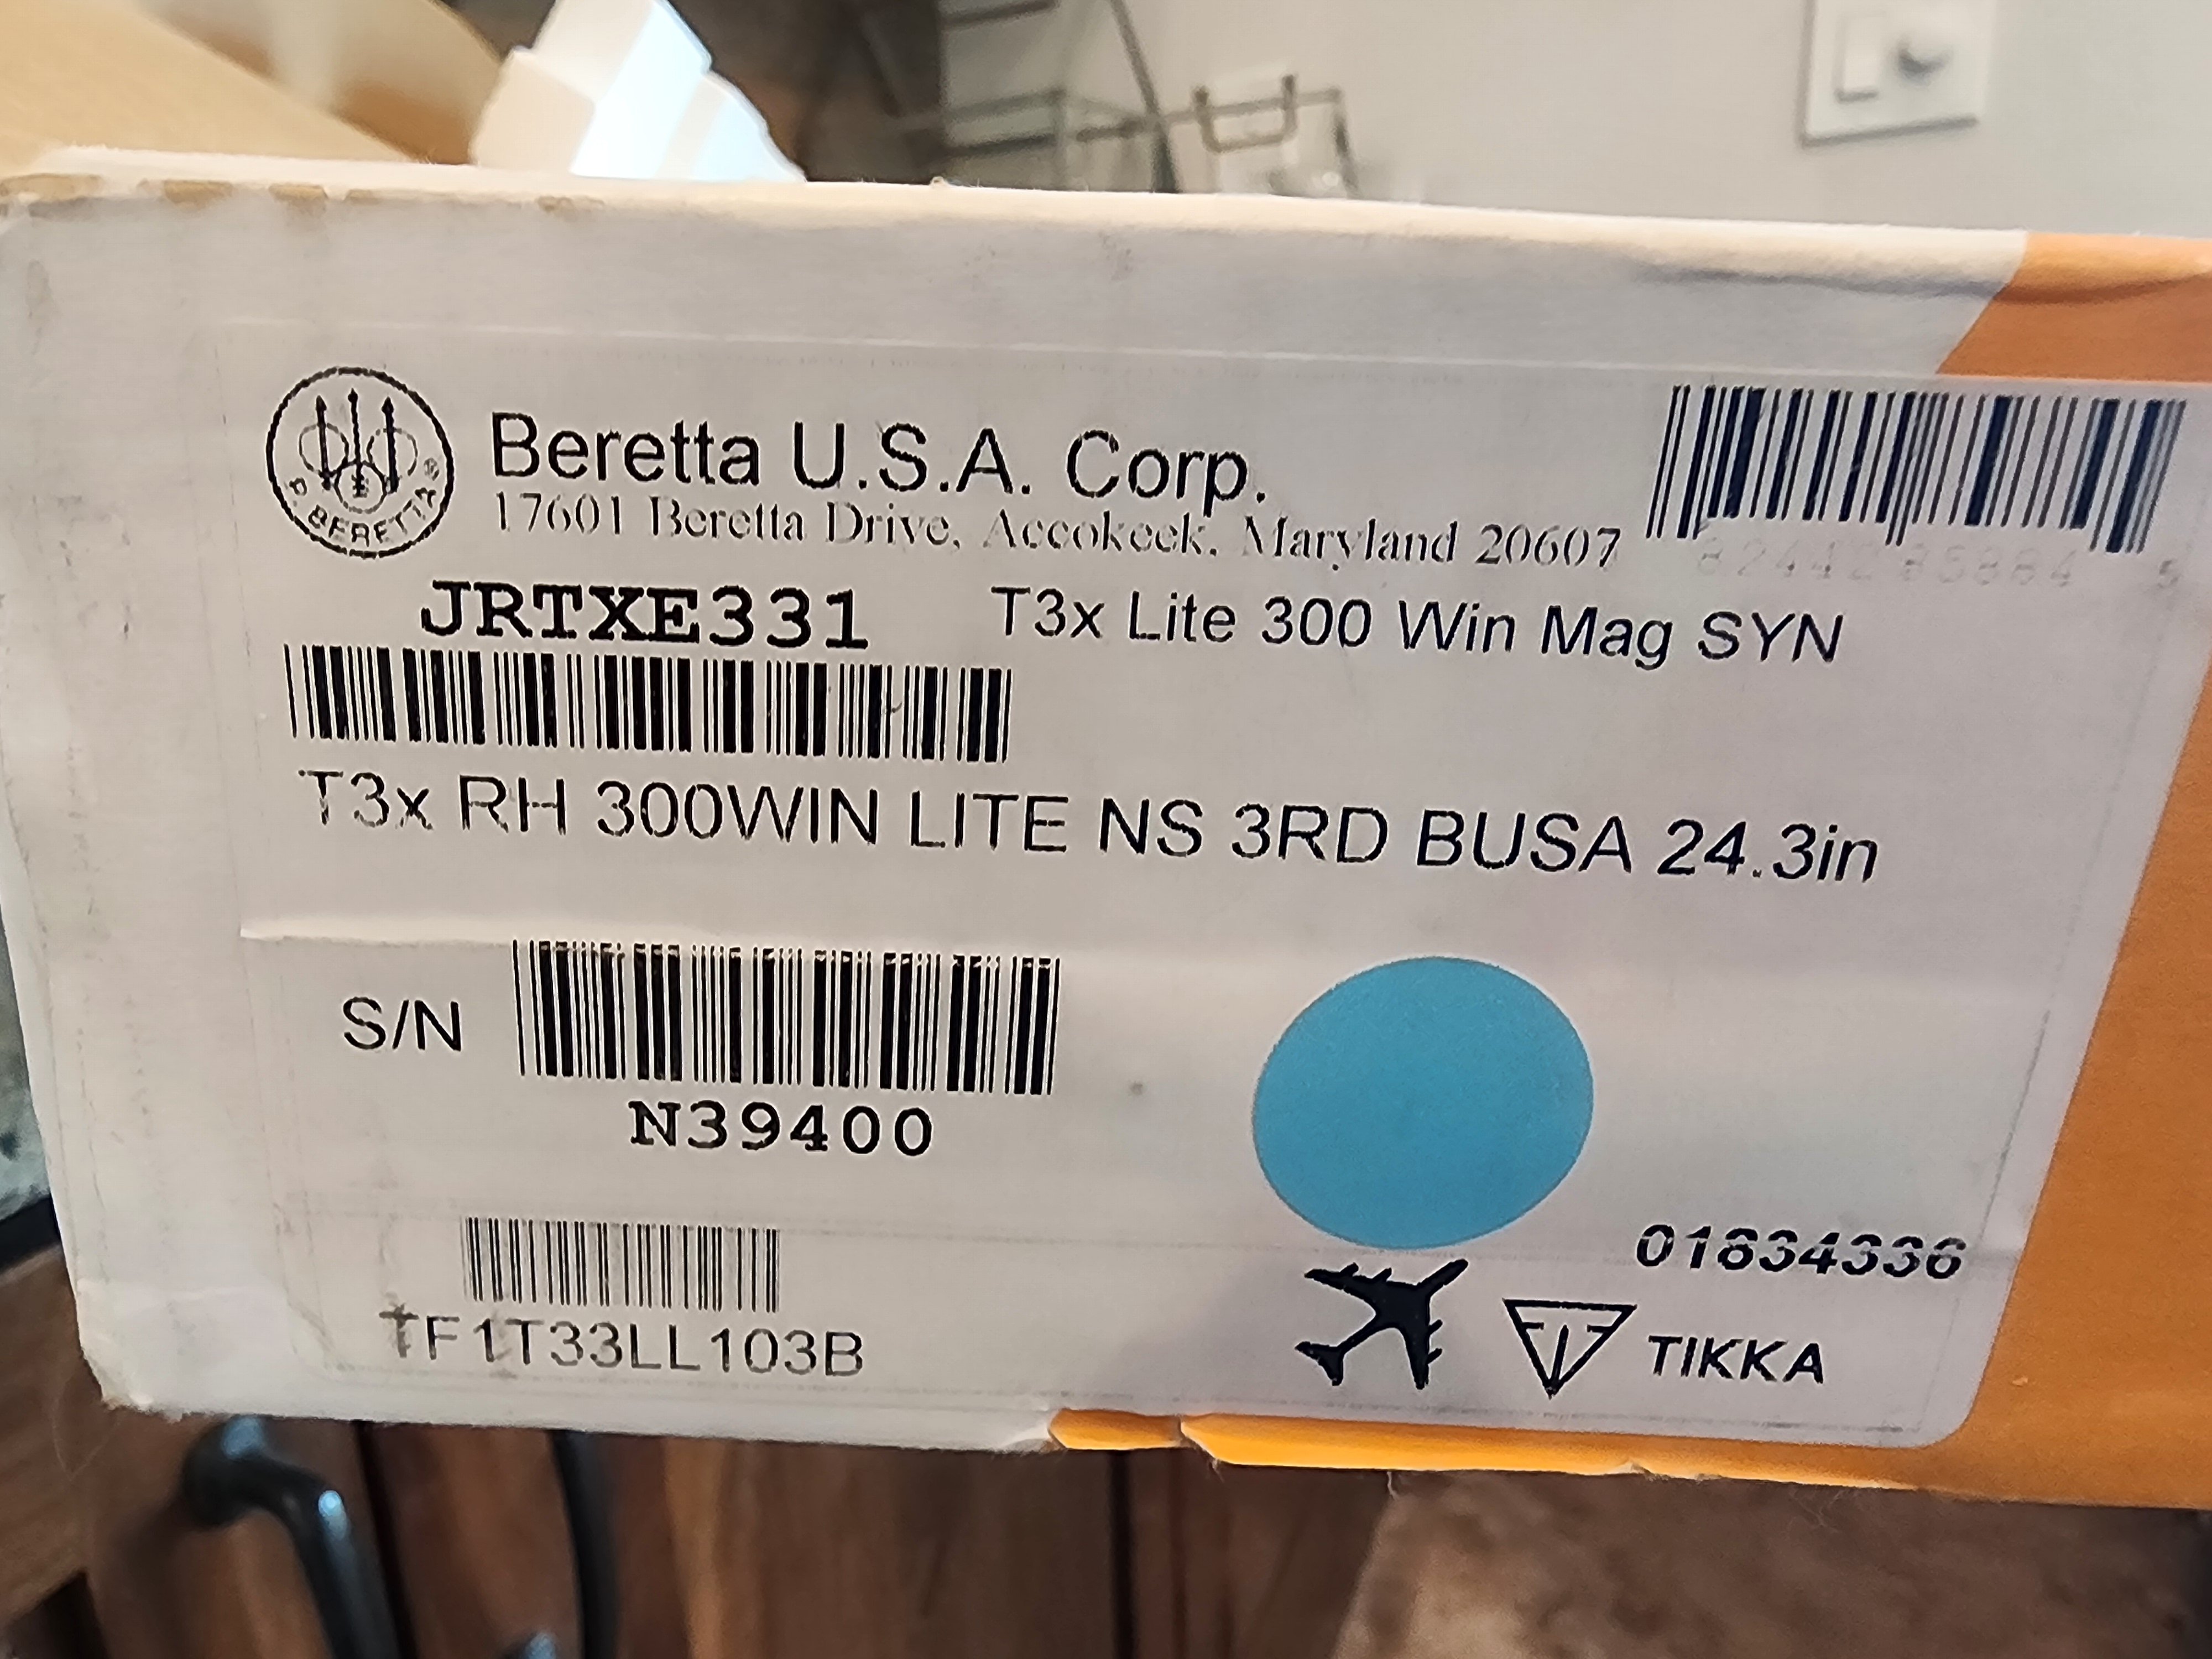 Beretta U.S.A. Corp.
17601 Beretta Drive, Accokeek, Maryland 20607
P. BERETTA ®
JRTXE331 T3x Lite 300 Win Mag SYN
T3x RH 300WIN LITE NS 3RD BUSA 24.3in
S/N
N39400
01834336
TF1T33LL103B
TIKKA